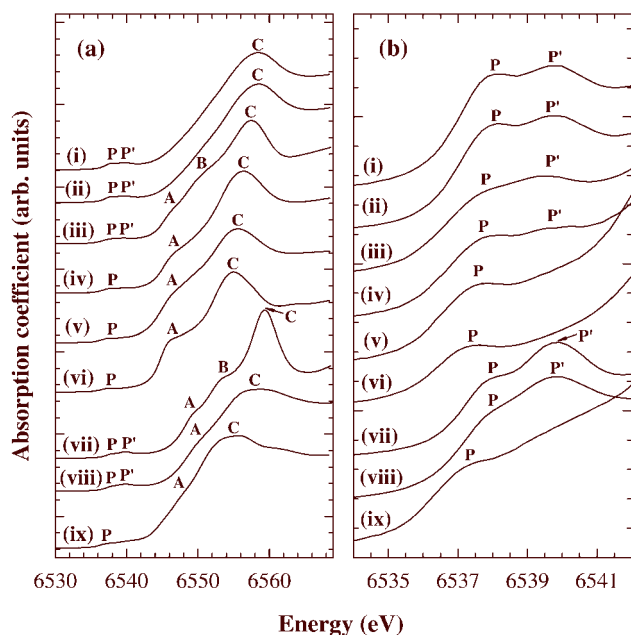 (a)
C
C
C
B
P P'
(i)
A
C
P P'
(ii)
A
C
P P'
(iii)
A
C
P
(iv)
A
C
P
(v)
A
B
C
P
(vi)
A
C
P P'
(vii)
A
P P'
(viii)
P
(ix)
6530 6540 6550 6560
(b)
P P'
(i)
P P'
(ii)
P P'
(iii)
P P'
(iv)
P
(v)
P
(vi)
P P'
(vii)
P P'
(viii)
P
(ix)
6535 6537 6539 6541
Absorption coefficient (arb. units)
Energy (eV)